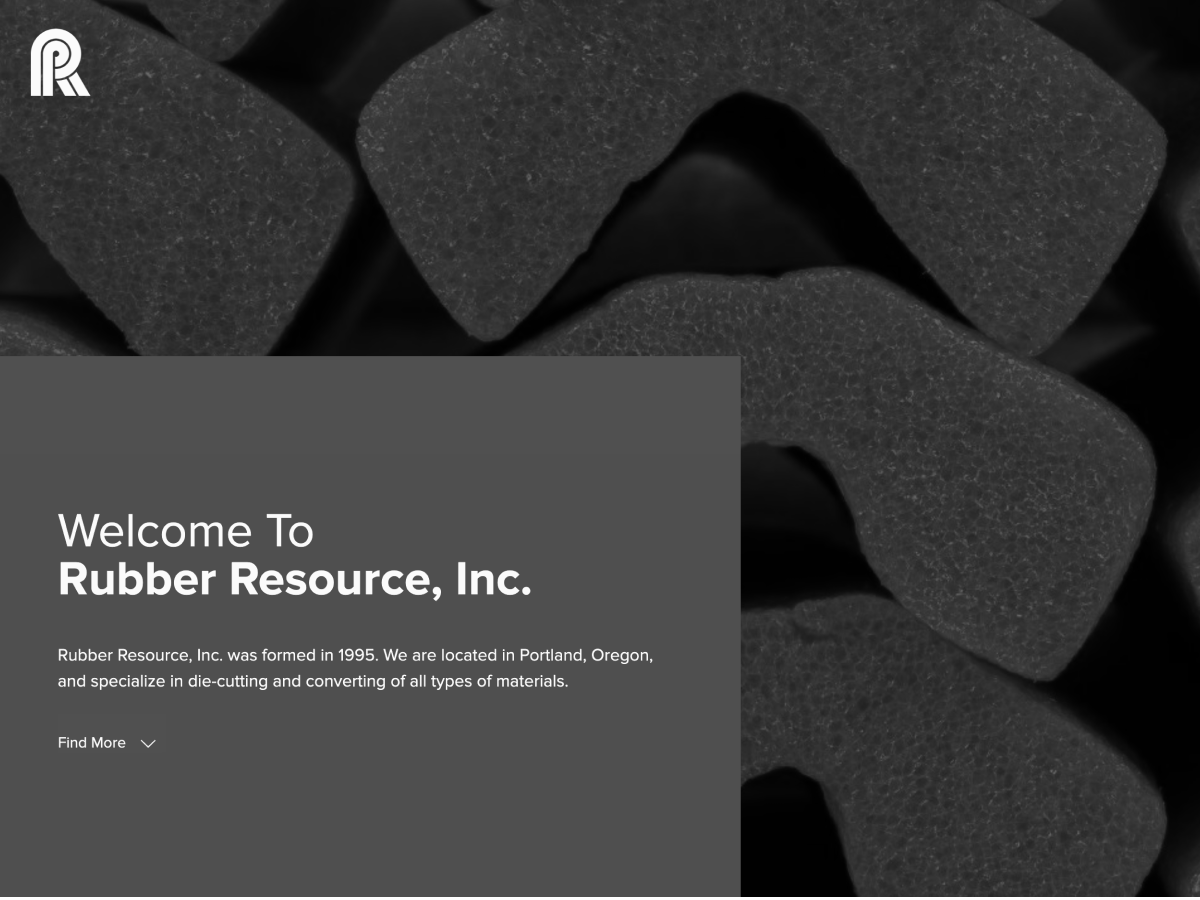 Welcome To
Rubber Resource, Inc.
Rubber Resource, Inc. was formed in 1995. We are located in Portland, Oregon,
and specialize in die-cutting and converting of all types of materials.
Find More